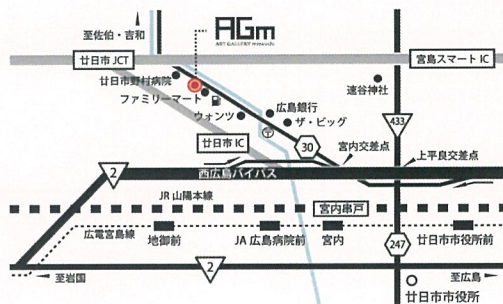 至佐伯・吉和
AGm
ART GALLERY miyauchi
廿日市JCT
宮島スマートIC
廿日市野村病院
ファミリーマート
速谷神社
広島銀行
ウォンツ
ザ・ビッグ
433
廿日市IC
30
宮内交差点
上平良交差点
2
西広島バイパス
JR山陽本線
宮内串戸
広電宮島線
地御前
JA広島病院前
宮内
247
廿日市市役所前
2
至岩国
至広島
廿日市市役所